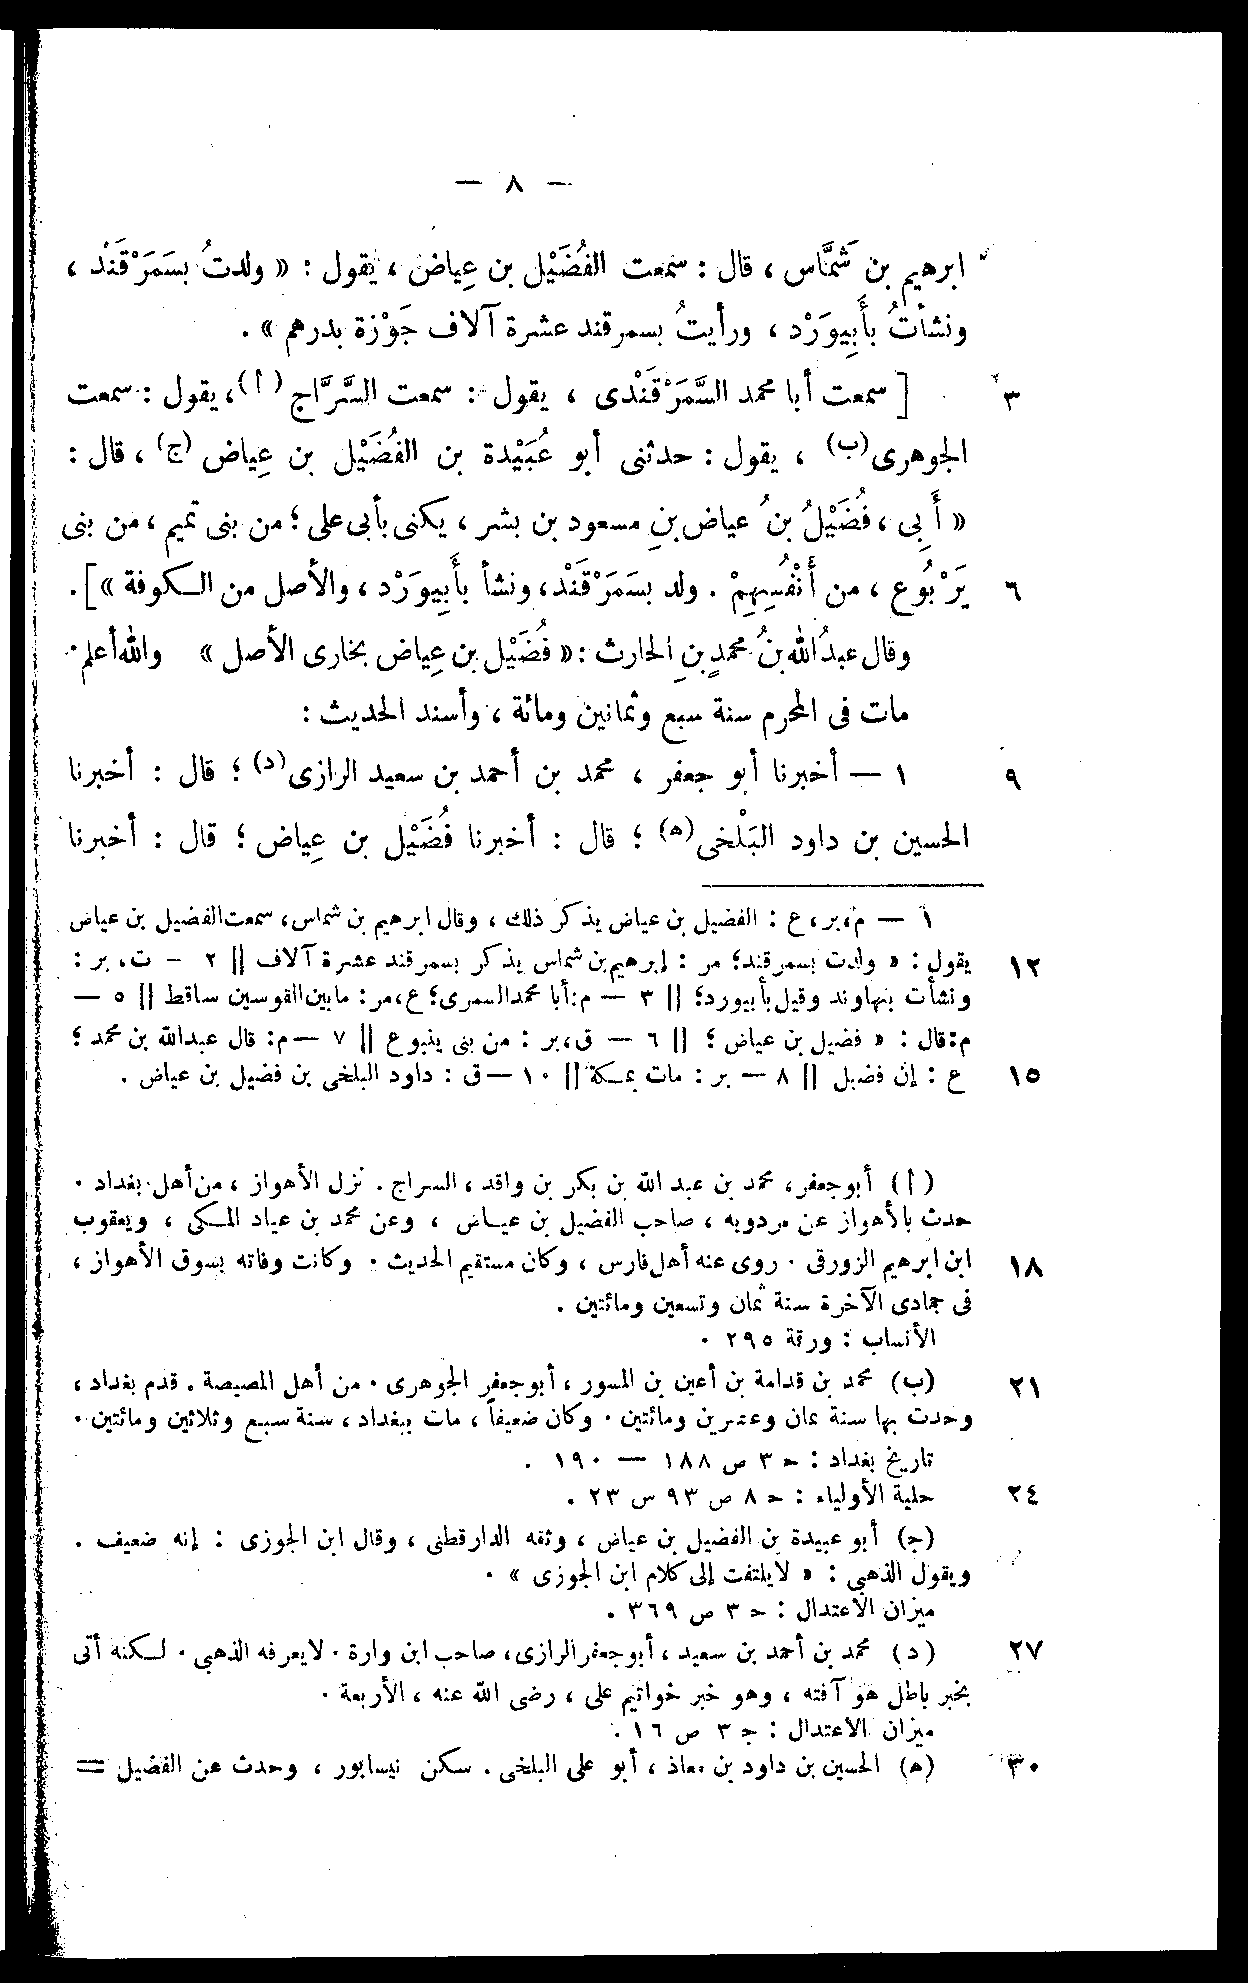 — ٨ —
ابرهيم بن شَمَّاس ، قال : سمعت الفُضَيْل بن عِياض ، يقول : « ولدتُ بسَمَرْقَنْد ،
ونشأتُ بأَبِيوَرْد ، ورأيتُ بسمرقند عشرة آلاف جَوْزة بدرهم » .
٣ [ سمعت أبا محمد السَّمَرْقَنْدى ، يقول : سمعت السَّرَّاج (أ) ، يقول : سمعت
الجوهرى (ب) ، يقول : حدثنى أبو عُبَيْدة بن الفُضَيْل بن عِياض (ج) ، قال :
« أَبِى ، فُضَيْلُ بنُ عياض بنِ مسعود بن بشر ، يكنى بأبى على ؛ من بنى تميم ، من بنى
٦ يَرْبُوع ، من أَنْفُسِهِمْ . ولد بسَمَرْقَنْد ، ونشأ بأَبِيوَرْد ، والأصل من الكوفة » ] .
وقال عبدُ الله بنُ محمدٍ بنِ الحارث : « فُضَيْل بن عِياض بخارى الأصل » والله أعلم .
مات فى المحرم سنة سبع وثمانين ومائة ، وأسند الحديث :
٩ ١ — أخبرنا أبو جعفر ، محمد بن أحمد بن سعيد الرازى (د) ؛ قال : أخبرنا
الحسين بن داود البَلْخى (ه) ؛ قال : أخبرنا فُضَيْل بن عِياض ؛ قال : أخبرنا
١ — م، بر، ع : الفضيل بن عياض يذكر ذلك ، وقال ابرهيم بن شماس، سمعت الفضيل بن عياض
١٢ يقول : « ولدت بسمرقند؛ مر : إبرهيم بن شماس يذكر بسمرقند عشرة آلاف || ٢ - ت، بر :
ونشأت بنهاوند وقيل بأبيورد؛ || ٣ — م: أبا محمد السمرى؛ ع، مر : ما بين القوسين ساقط || ٥ —
م: قال : « فضيل بن عياض ؛ || ٦ — ق، بر : من بنى ينبوع || ٧ — م: قال عبدالله بن محمد ؛
١٥ ع : إن فضيل || ٨ — بر : مات بمكة || ١٠ — ق : داود البلخى بن فضيل بن عياض .
(أ) أبو جعفر، محمد بن عبد الله بن بكر بن واقد ، السراج . نزل الأهواز ، من أهل بغداد .
حدث بالأهواز عن مردويه ، صاحب الفضيل بن عياض ، وعن محمد بن عياد المكى ، ويعقوب
١٨ ابن ابرهيم الزورقى . روى عنه أهل فارس ، وكان مستقيم الحديث . وكانت وفاته بسوق الأهواز ،
فى جمادى الآخرة سنة ثمان وتسعين ومائتين .
الأنساب : ورقة ٢٩٥ .
٢١ (ب) محمد بن قدامة بن أعين بن المسور ، أبو جعفر الجوهرى . من أهل المصيصة . قدم بغداد ،
وحدث بها سنة ثمان وعشرين ومائتين . وكان ضعيفاً ، مات ببغداد ، سنة سبع وثلاثين ومائتين .
تاريخ بغداد : ح ٣ ص ١٨٨ — ١٩٠ .
٢٤ حلية الأولياء : ح ٨ ص ٩٣ س ٢٣ .
(ج) أبو عبيدة بن الفضيل بن عياض ، وثقه الدارقطنى ، وقال ابن الجوزى : إنه ضعيف .
ويقول الذهبى : « لا يلتفت إلى كلام ابن الجوزى » .
ميزان الاعتدال : ح ٣ ص ٣٦٩ .
٢٧ (د) محمد بن أحمد بن سعيد ، أبو جعفر الرازى، صاحب ابن وارة . لا يعرفه الذهبى . لكنه أتى
بخبر باطل هو آفته ، وهو خبر خواتيم على ، رضى الله عنه ، الأربعة .
ميزان الاعتدال : ج ٣ ص ١٦ .
٣٠ (ه) الحسين بن داود بن معاذ ، أبو على البلخى . سكن نيسابور ، وحدث عن الفضيل =